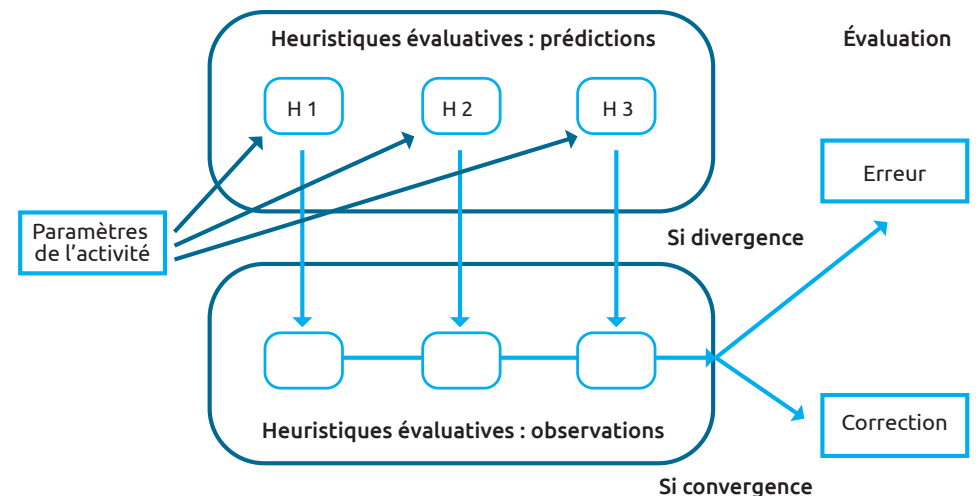 Heuristiques évaluatives : prédictions
Évaluation
H 1
H 2
H 3
Erreur
Paramètres
de l’activité
Si divergence
Correction
Heuristiques évaluatives : observations
Si convergence